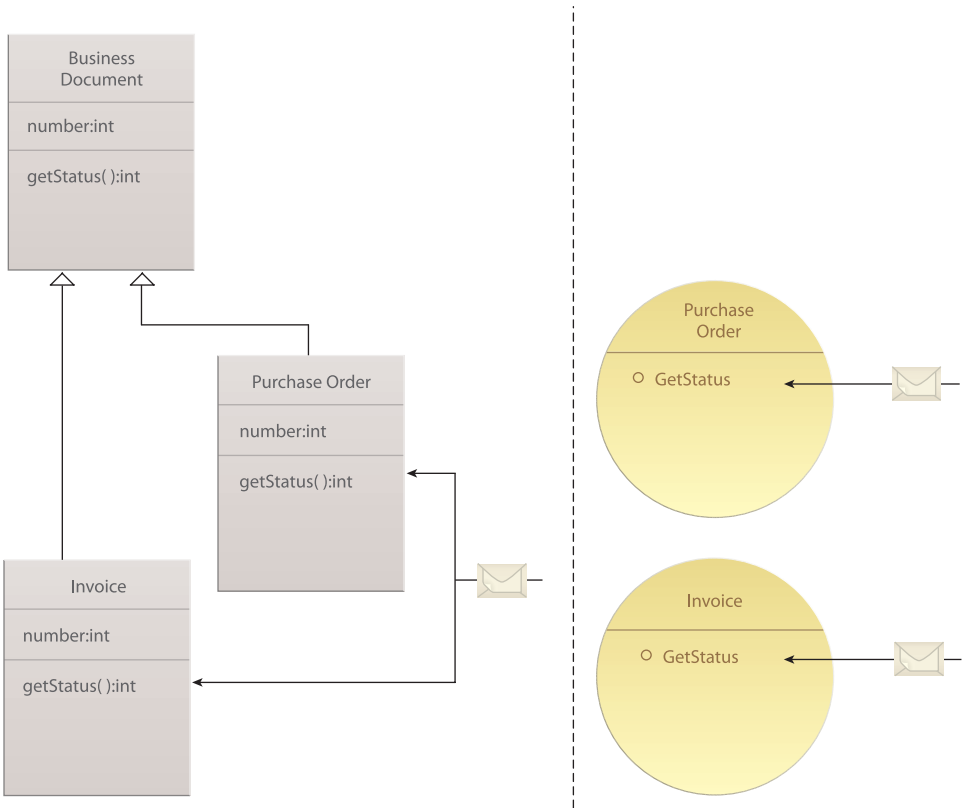 Business
Document
number:int
getStatus( ):int
Purchase Order
number:int
getStatus( ):int
Invoice
number:int
getStatus( ):int
Purchase
Order
GetStatus
Invoice
GetStatus